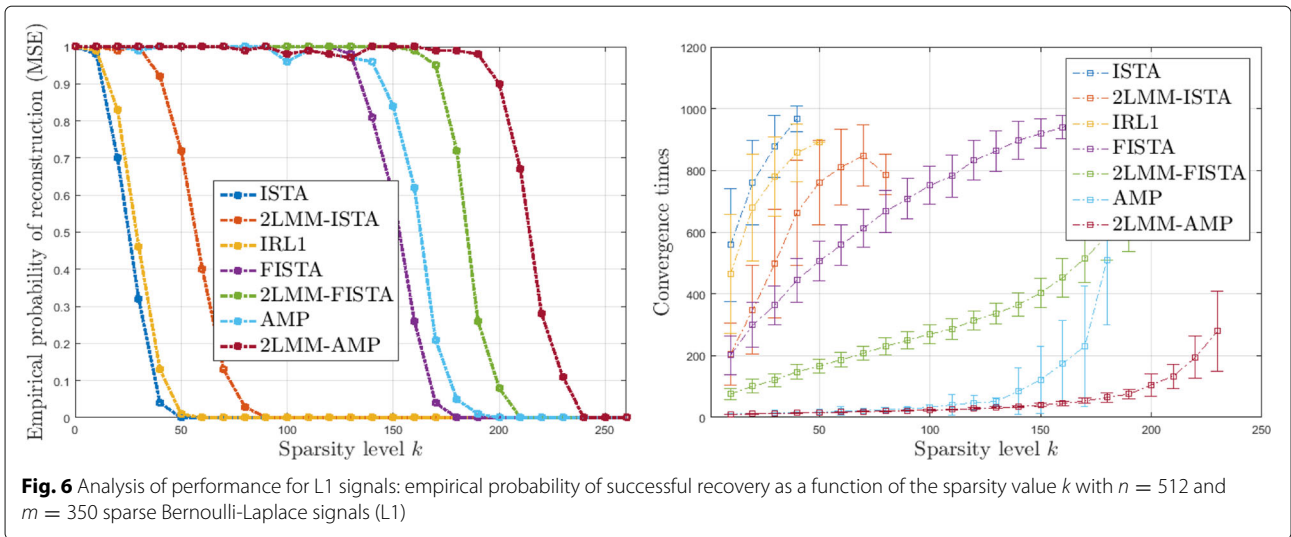 Empirical probability of reconstruction (MSE)
1
0.9
0.8
0.7
0.6
0.5
0.4
0.3
0.2
0.1
0
0 50 100 150 200 250
Sparsity level k
ISTA
2LMM-ISTA
IRL1
FISTA
2LMM-FISTA
AMP
2LMM-AMP
Convergence times
1200
1000
800
600
400
200
0
0 50 100 150 200 250
Sparsity level k
ISTA
2LMM-ISTA
IRL1
FISTA
2LMM-FISTA
AMP
2LMM-AMP
Fig. 6 Analysis of performance for L1 signals: empirical probability of successful recovery as a function of the sparsity value k with n = 512 and
m = 350 sparse Bernoulli-Laplace signals (L1)